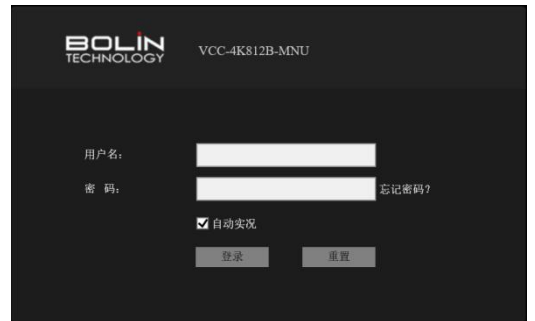 BOLIN
TECHNOLOGY
VCC-4K812B-MNU
用户名:
密 码:
忘记密码?
自动实况
登录 重置